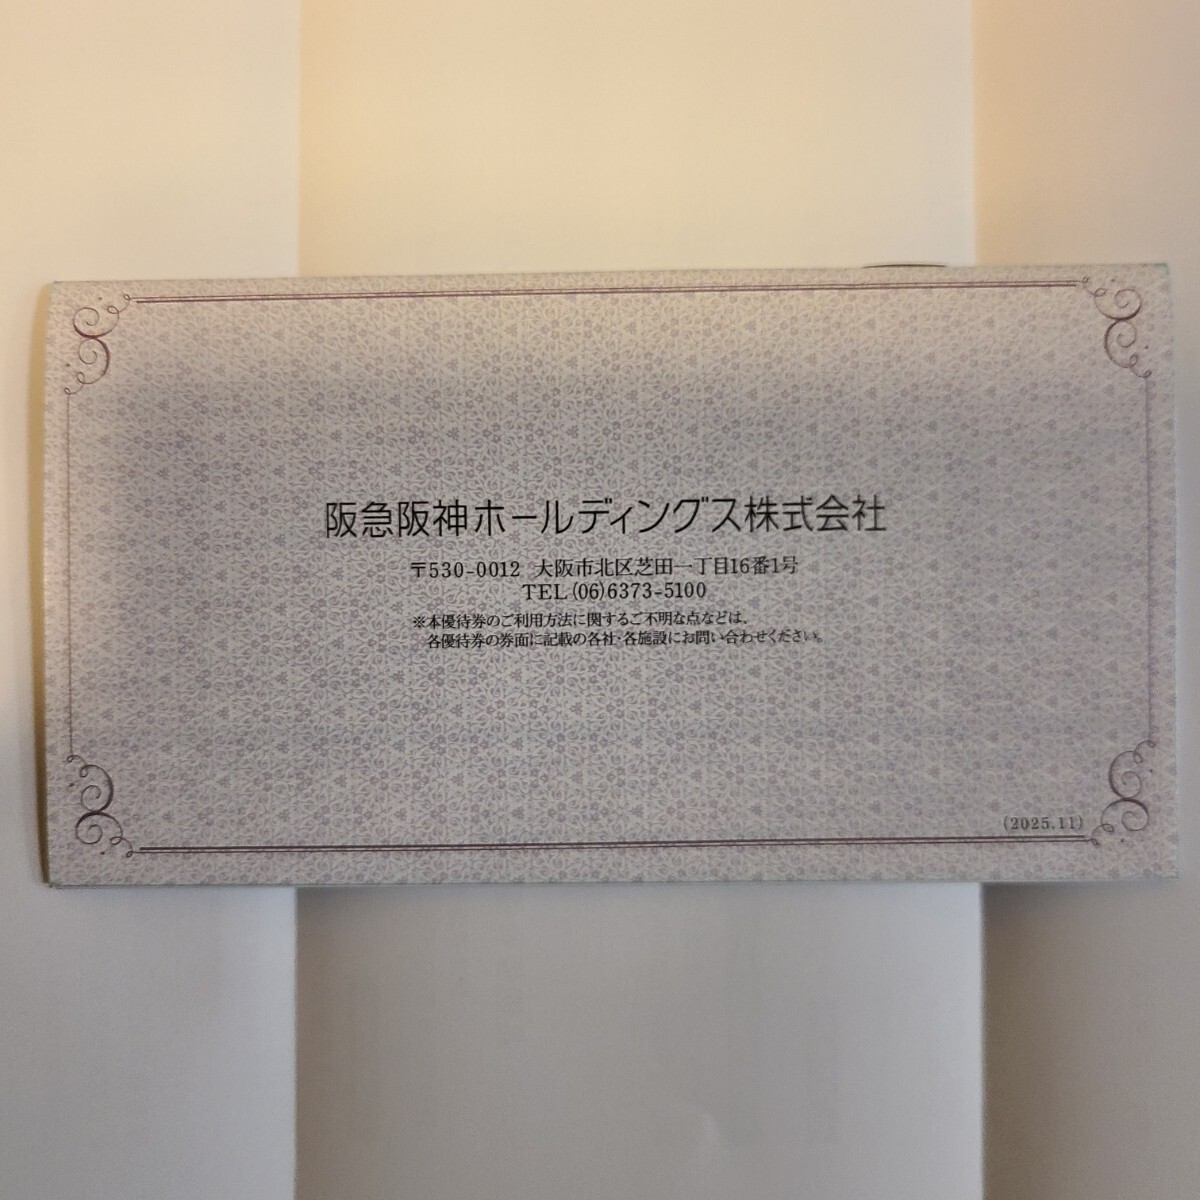 阪急阪神ホールディングス株式会社
〒530-0012 大阪市北区芝田一丁目16番1号
TEL(06)6373-5100
※本優待券のご利用方法に関するご不明な点などは、
各優待券の券面に記載の各社・各施設にお問い合わせください。
(2025.11)